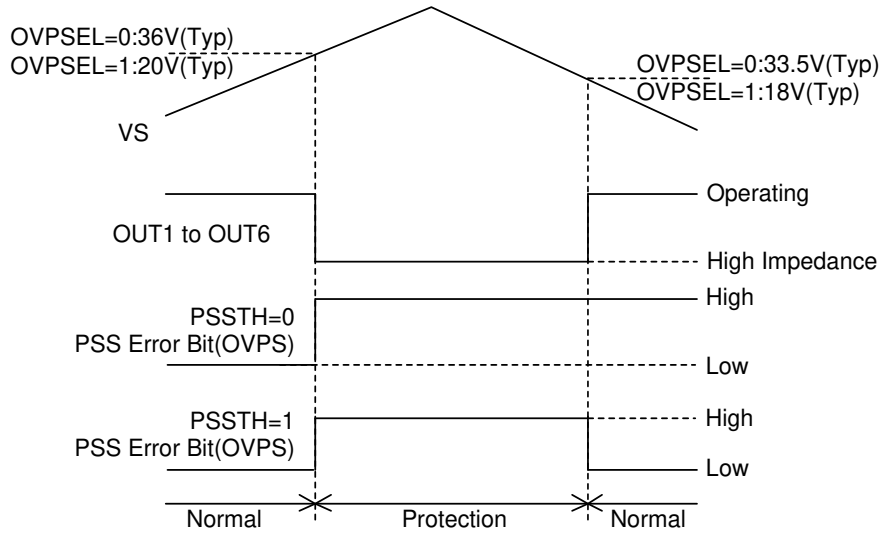 OVPSEL=0:36V(Typ)
OVPSEL=1:20V(Typ)
OVPSEL=0:33.5V(Typ)
OVPSEL=1:18V(Typ)
VS
Operating
OUT1 to OUT6
High Impedance
High
PSSTH=0
PSS Error Bit(OVPS)
Low
PSSTH=1
High
PSS Error Bit(OVPS)
Low
Normal
Protection
Normal